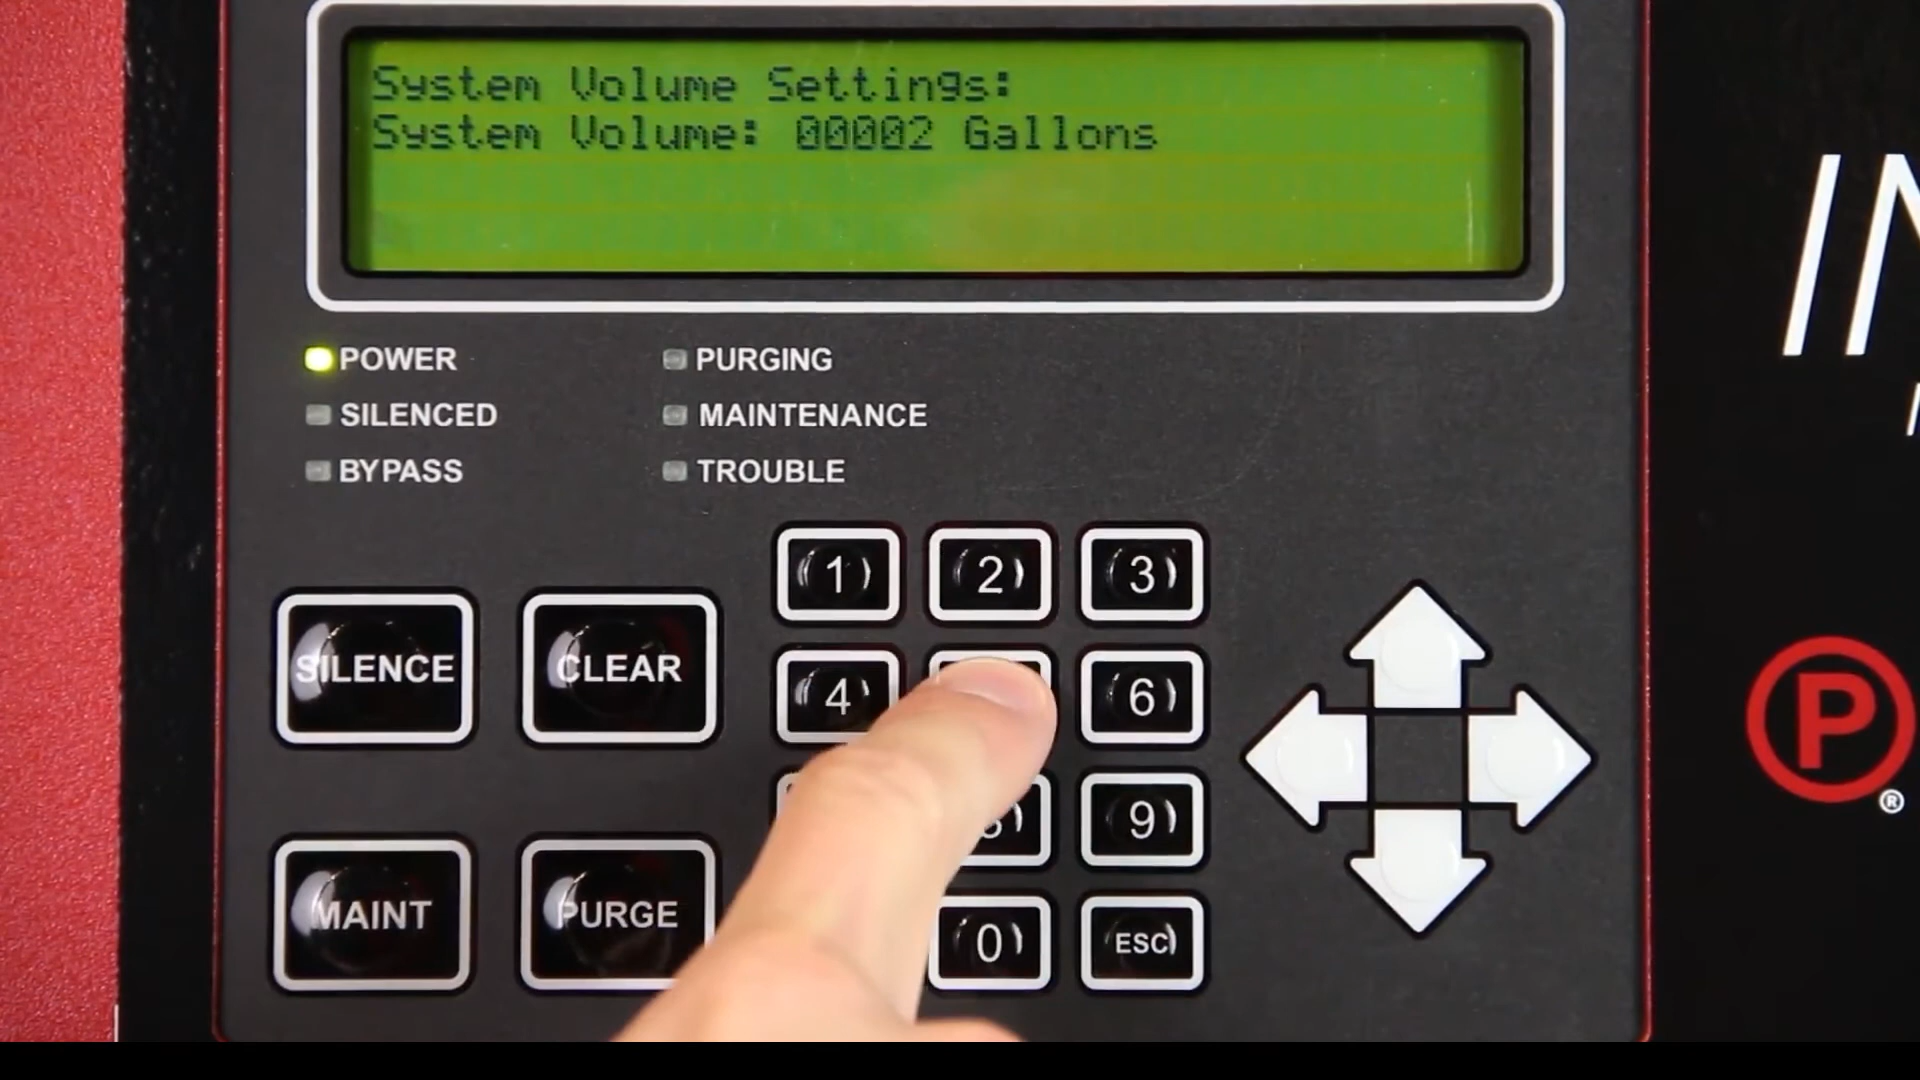 System Volume Settings:
System Volume: 00002 Gallons
POWER
PURGING
SILENCED
MAINTENANCE
BYPASS
TROUBLE
1
2
3
SILENCE
CLEAR
4
6
9
MAINT
PURGE
0
ESC
P
®